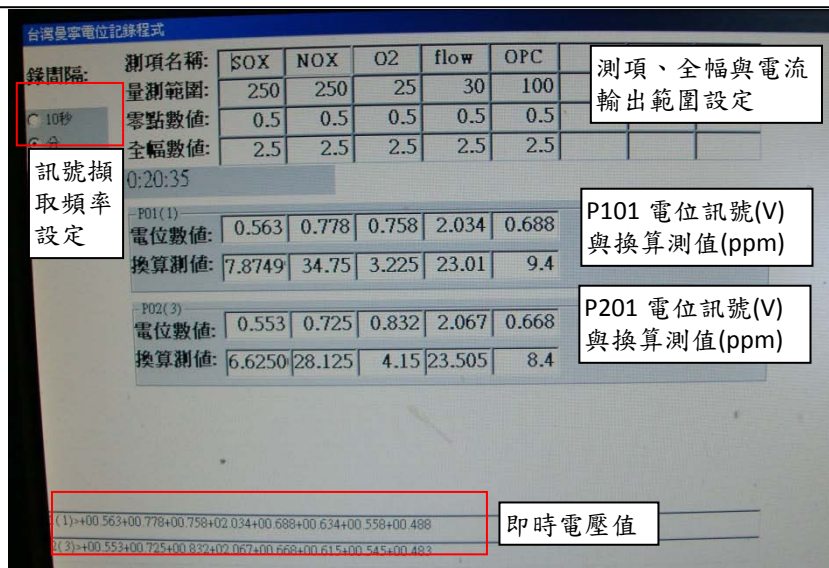 台湾曼寧電位記錄程式
錄間隔:
10秒
分
測項名稱: SOX NOX O2 flow OPC
量測範圍: 250 250 25 30 100
零點數值: 0.5 0.5 0.5 0.5 0.5
全幅數值: 2.5 2.5 2.5 2.5 2.5
測項、全幅與電流
輸出範圍設定
訊號擷
取頻率
設定
0:20:35
P01(1)
電位數值: 0.563 0.778 0.758 2.034 0.688
換算測值: 7.8749 34.75 3.225 23.01 9.4
P101 電位訊號(V)
與換算測值(ppm)
P02(3)
電位數值: 0.553 0.725 0.832 2.067 0.668
換算測值: 6.6250 28.125 4.15 23.505 8.4
P201 電位訊號(V)
與換算測值(ppm)
(1)>+00.563+00.778+00.758+02.034+00.688+00.634+00.558+00.488
(3)>+00.553+00.725+00.832+02.067+00.668+00.615+00.545+00.483
即時電壓值